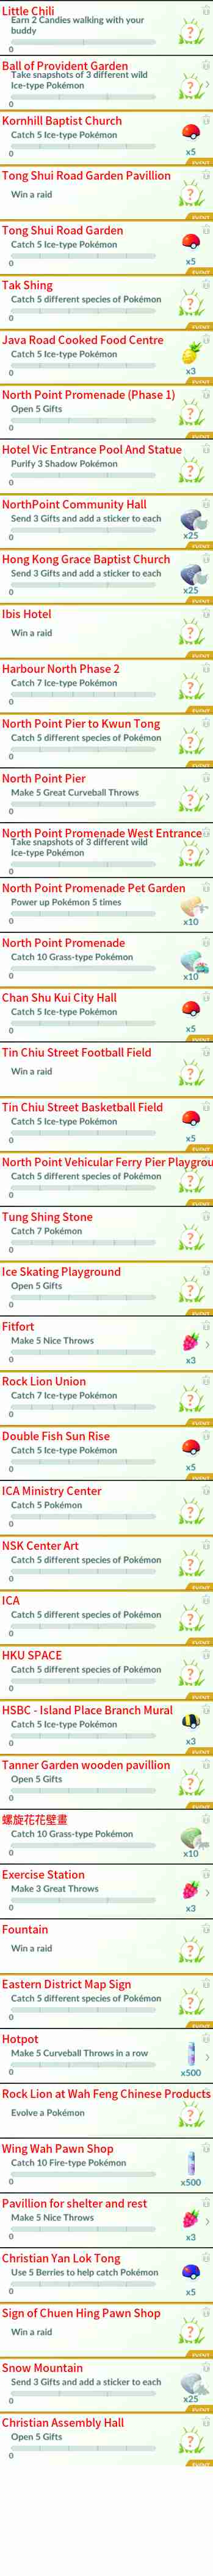 Little Chili
Earn 2 Candies walking with your
buddy
0
Ball of Provident Garden
Take snapshots of 3 different wild
Ice-type Pokémon
0
Kornhill Baptist Church
Catch 5 Ice-type Pokémon
0
x5
EVENT
Tong Shui Road Garden Pavillion
Win a raid
?
EVENT
Tong Shui Road Garden
Catch 5 Ice-type Pokémon
0
x5
EVENT
Tak Shing
Catch 5 different species of Pokémon
?
0
EVENT
Java Road Cooked Food Centre
Catch 5 Ice-type Pokémon
0
x3
EVENT
North Point Promenade (Phase 1)
Open 5 Gifts
?
0
EVENT
Hotel Vic Entrance Pool And Statue
Purify 3 Shadow Pokémon
?
0
EVENT
NorthPoint Community Hall
Send 3 Gifts and add a sticker to each
0
x25
EVENT
Hong Kong Grace Baptist Church
Send 3 Gifts and add a sticker to each
0
x25
EVENT
Ibis Hotel
Win a raid
?
EVENT
Harbour North Phase 2
Catch 7 Ice-type Pokémon
?
0
EVENT
North Point Pier to Kwun Tong
Catch 5 different species of Pokémon
?
0
EVENT
North Point Pier
Make 5 Great Curveball Throws
?
0
North Point Promenade West Entrance
Take snapshots of 3 different wild
Ice-type Pokémon
?
0
North Point Promenade Pet Garden
Power up Pokémon 5 times
0
x10
North Point Promenade
Catch 10 Grass-type Pokémon
0
x10
Chan Shu Kui City Hall
Catch 5 Ice-type Pokémon
0
x5
EVENT
Tin Chiu Street Football Field
Win a raid
?
EVENT
Tin Chiu Street Basketball Field
Catch 5 Ice-type Pokémon
0
x5
EVENT
North Point Vehicular Ferry Pier Playgrou
Catch 5 different species of Pokémon
?
0
EVENT
Tung Shing Stone
Catch 7 Pokémon
?
0
Ice Skating Playground
Open 5 Gifts
?
0
Fitfort
Make 5 Nice Throws
0
x3
Rock Lion Union
Catch 7 Ice-type Pokémon
?
0
EVENT
Double Fish Sun Rise
Catch 5 Ice-type Pokémon
0
x5
EVENT
ICA Ministry Center
Catch 5 Pokémon
?
0
NSK Center Art
Catch 5 different species of Pokémon
?
0
EVENT
ICA
Catch 5 different species of Pokémon
?
0
EVENT
HKU SPACE
Catch 5 different species of Pokémon
?
0
EVENT
HSBC - Island Place Branch Mural
Catch 5 Ice-type Pokémon
0
x3
EVENT
Tanner Garden wooden pavillion
Open 5 Gifts
?
0
螺旋花花壁畫
Catch 10 Grass-type Pokémon
0
x10
Exercise Station
Make 3 Great Throws
0
x3
Fountain
Win a raid
?
Eastern District Map Sign
Catch 5 different species of Pokémon
?
0
EVENT
Hotpot
Make 5 Curveball Throws in a row
0
x500
Rock Lion at Wah Feng Chinese Products
Evolve a Pokémon
?
Wing Wah Pawn Shop
Catch 10 Fire-type Pokémon
0
x500
Pavillion for shelter and rest
Make 5 Nice Throws
0
x3
Christian Yan Lok Tong
Use 5 Berries to help catch Pokémon
0
x5
Sign of Chuen Hing Pawn Shop
Win a raid
?
EVENT
Snow Mountain
Send 3 Gifts and add a sticker to each
0
x25
EVENT
Christian Assembly Hall
Open 5 Gifts
?
0
EVENT